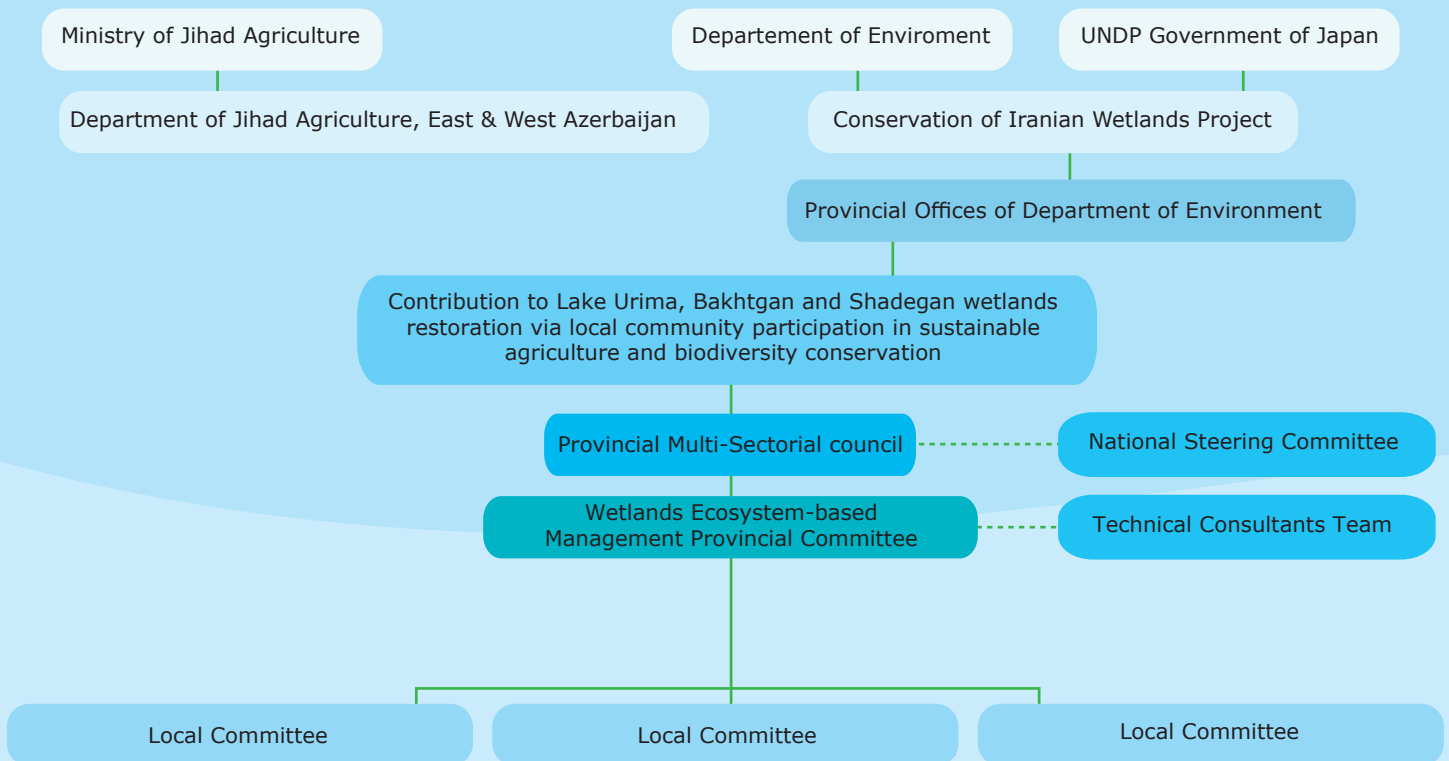 Ministry of Jihad Agriculture
Departement of Enviroment
UNDP Government of Japan
Department of Jihad Agriculture, East & West Azerbaijan
Conservation of Iranian Wetlands Project
Provincial Offices of Department of Environment
Contribution to Lake Urima, Bakhtgan and Shadegan wetlands
restoration via local community participation in sustainable
agriculture and biodiversity conservation
Provincial Multi-Sectorial council
National Steering Committee
Wetlands Ecosystem-based
Management Provincial Committee
Technical Consultants Team
Local Committee
Local Committee
Local Committee